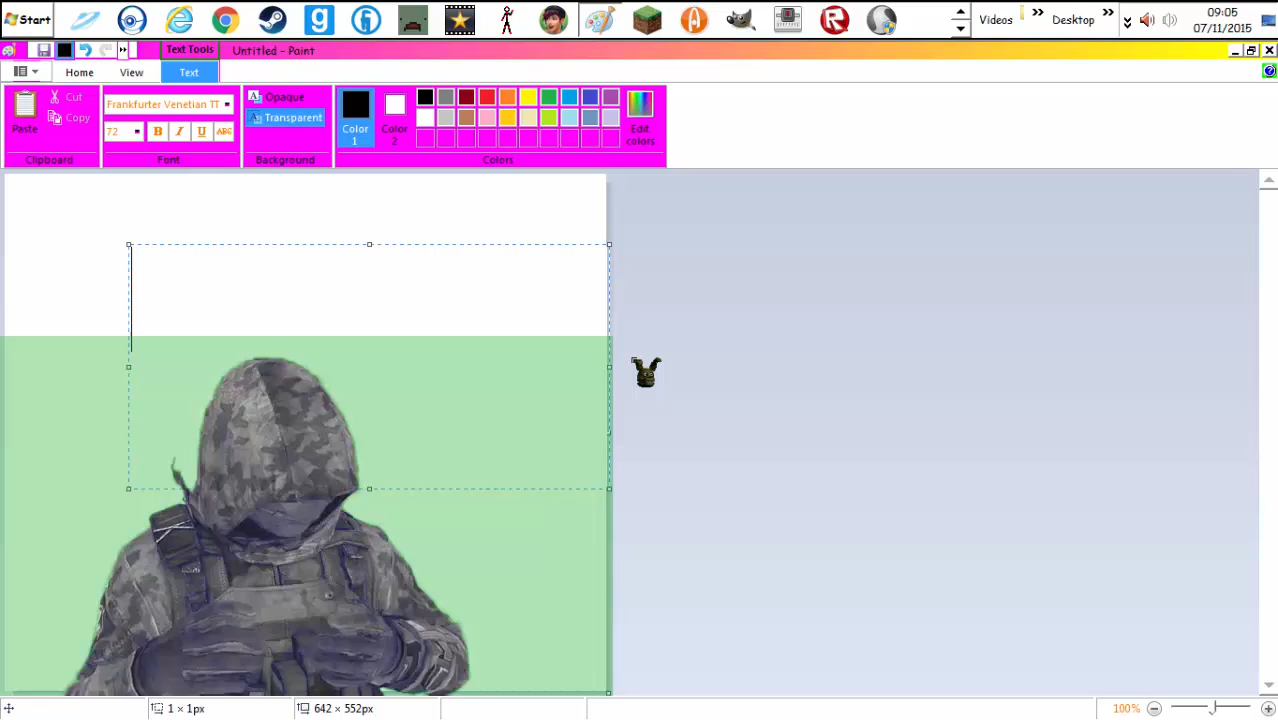 Start
Videos
Desktop
09:05
07/11/2015
Text Tools
Untitled - Paint
Home
View
Text
Paste
Cut
Copy
Clipboard
Frankfurter Venetian TT
72
B I U ABC
Font
Opaque
Transparent
Background
Color 1
Color 2
Edit colors
Colors
1 × 1px
642 × 552px
100%